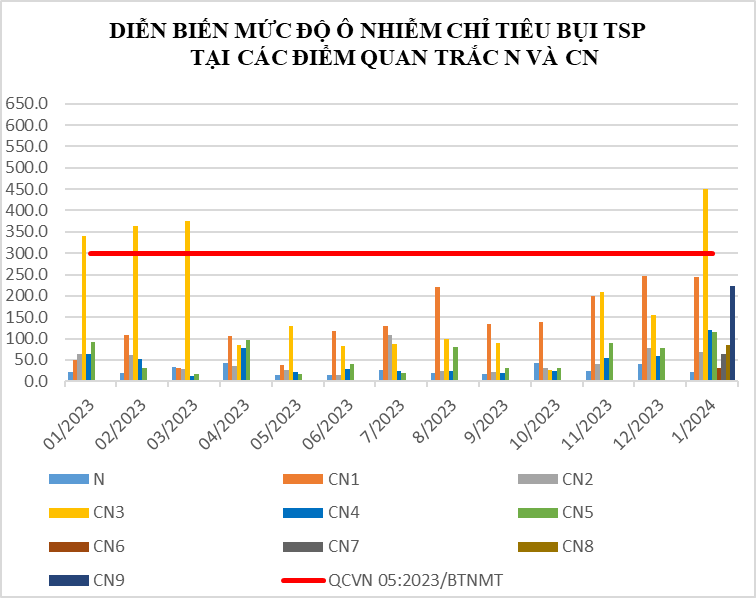 DIỄN BIẾN MỨC ĐỘ Ô NHIỄM CHỈ TIÊU BỤI TSP
TẠI CÁC ĐIỂM QUAN TRẮC N VÀ CN
650.0
600.0
550.0
500.0
450.0
400.0
350.0
300.0
250.0
200.0
150.0
100.0
50.0
0.0
01/2023 02/2023 03/2023 04/2023 05/2023 06/2023 7/2023 8/2023 9/2023 10/2023 11/2023 12/2023 1/2024
N CN1 CN2
CN3 CN4 CN5
CN6 CN7 CN8
CN9 QCVN 05:2023/BTNMT